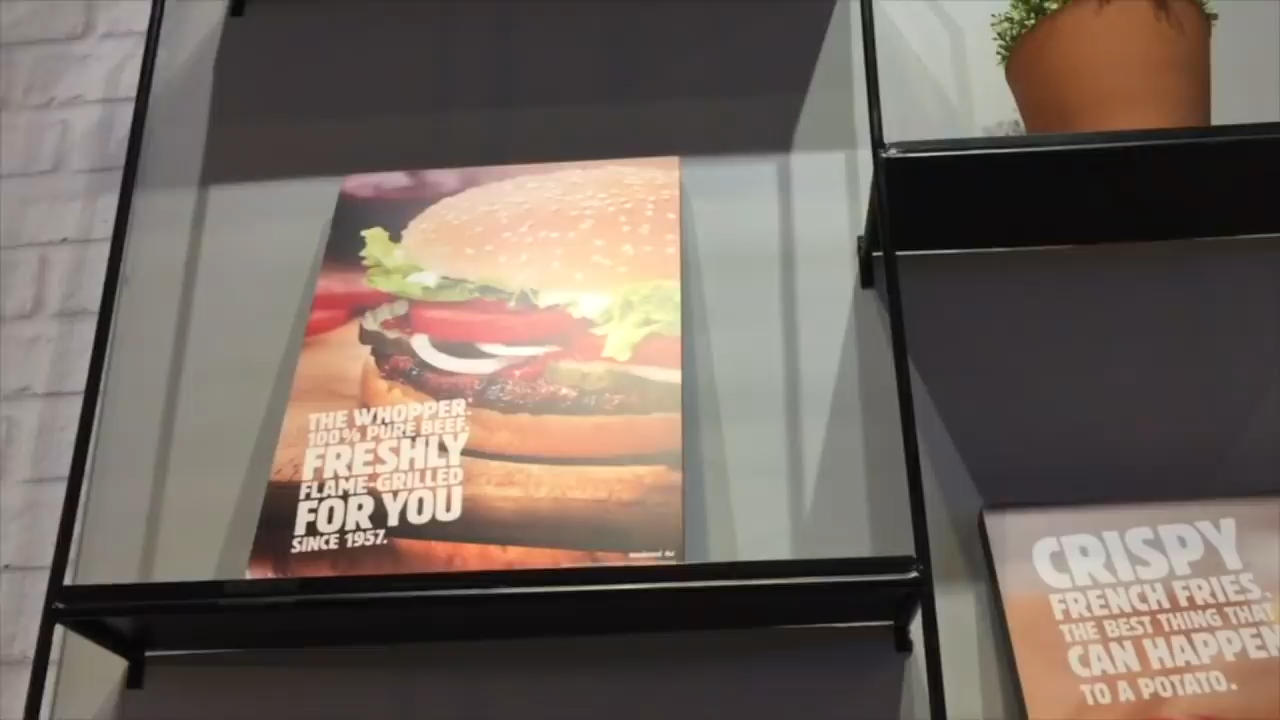 THE WHOPPER.
100% PURE BEEF.
FRESHLY
FLAME-GRILLED
FOR YOU
SINCE 1957.
CRISPY
FRENCH FRIES.
THE BEST THING THAT
CAN HAPPEN
TO A POTATO.